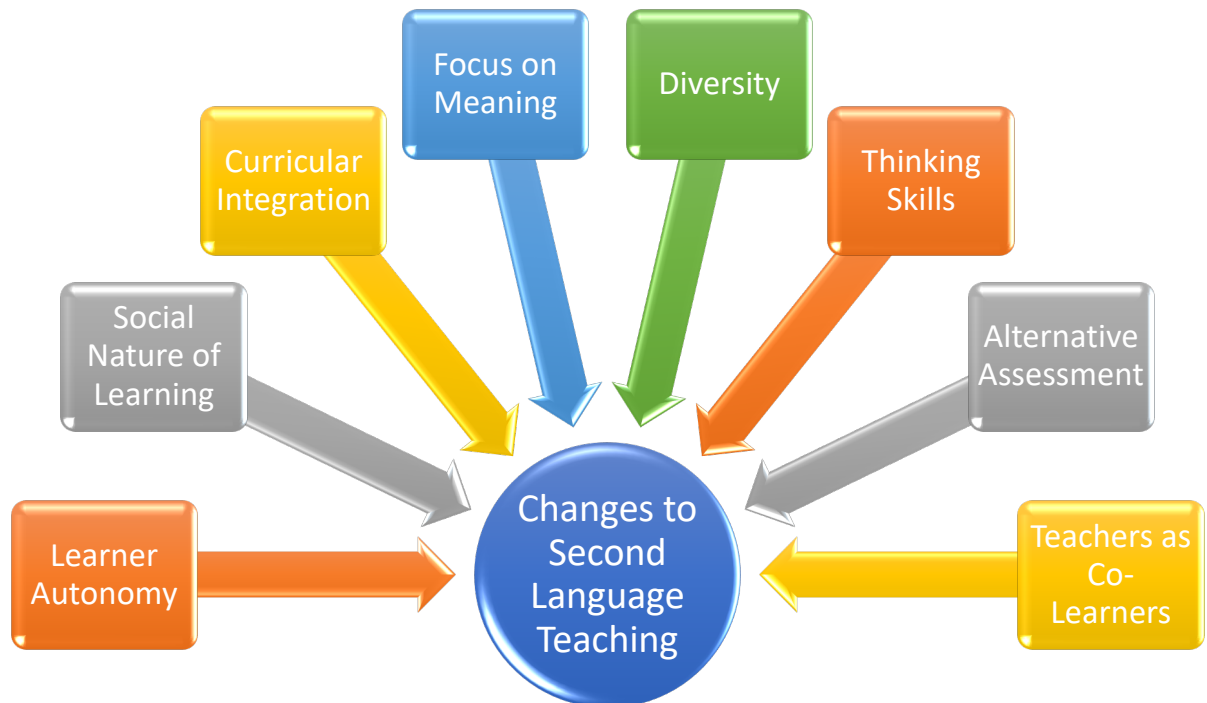 Focus on
Meaning
Diversity
Curricular
Integration
Thinking
Skills
Social
Nature of
Learning
Alternative
Assessment
Learner
Autonomy
Changes to
Second
Language
Teaching
Teachers as
Co-
Learners